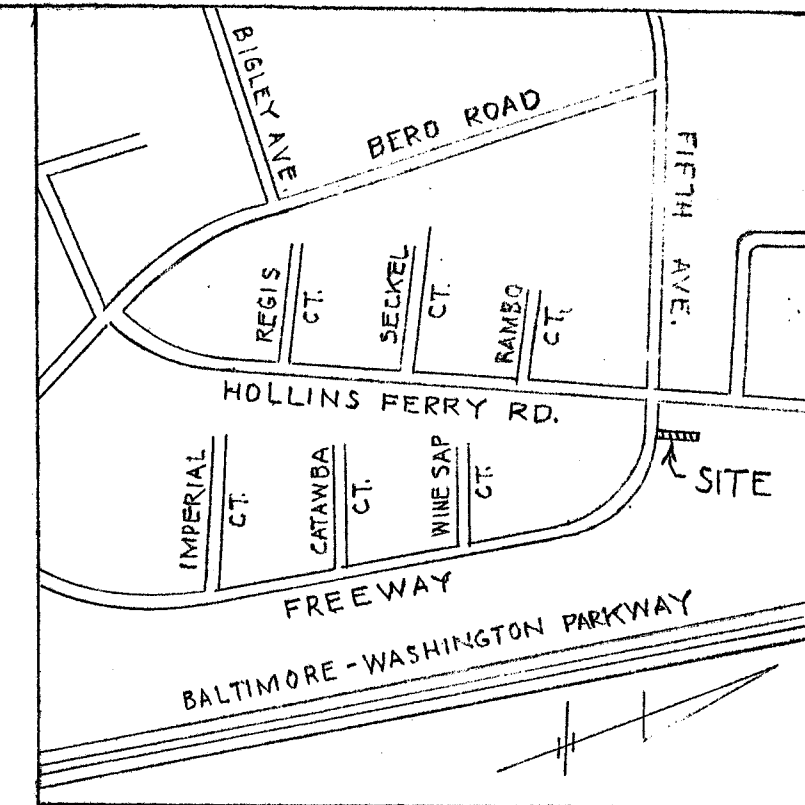 BIGLEY AVE.
BERO ROAD
FIFTH AVE.
REGIS CT.
SECKEL CT.
RAMBO CT.
HOLLINS FERRY RD.
SITE
IMPERIAL CT.
CATAWBA CT.
WINE SAP CT.
FREEWAY
BALTIMORE-WASHINGTON PARKWAY